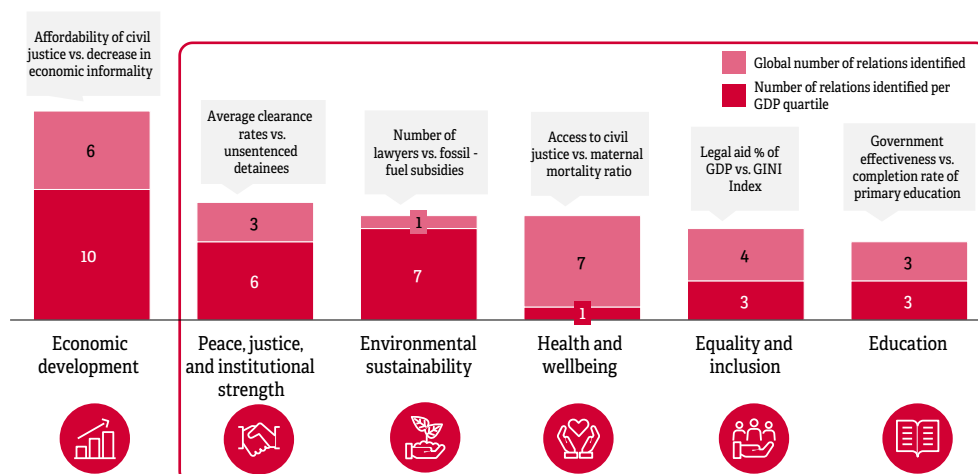 Affordability of civil
justice vs. decrease in
economic informality
Global number of relations identified
Number of relations identified per
GDP quartile
Average clearance
rates vs.
unsentenced
detainees
Number of
lawyers vs. fossil -
fuel subsidies
Access to civil
justice vs. maternal
mortality ratio
Legal aid % of
GDP vs. GINI
Index
Government
effectiveness vs.
completion rate of
primary education
6
10
3
6
1
7
7
1
4
3
3
3
Economic
development
Peace, justice,
and institutional
strength
Environmental
sustainability
Health and
wellbeing
Equality and
inclusion
Education